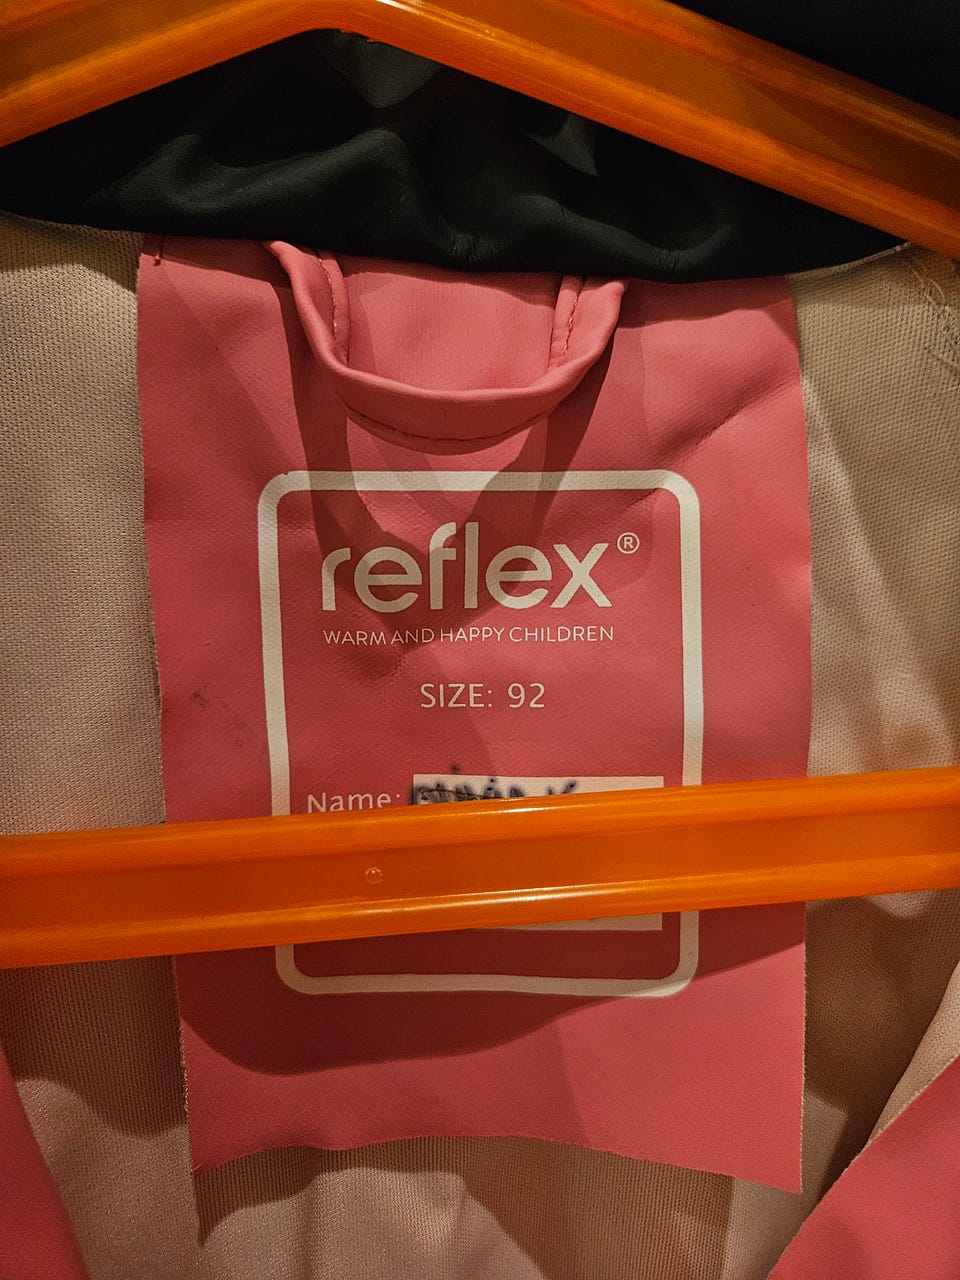 reflex®
WARM AND HAPPY CHILDREN
SIZE: 92
Name: